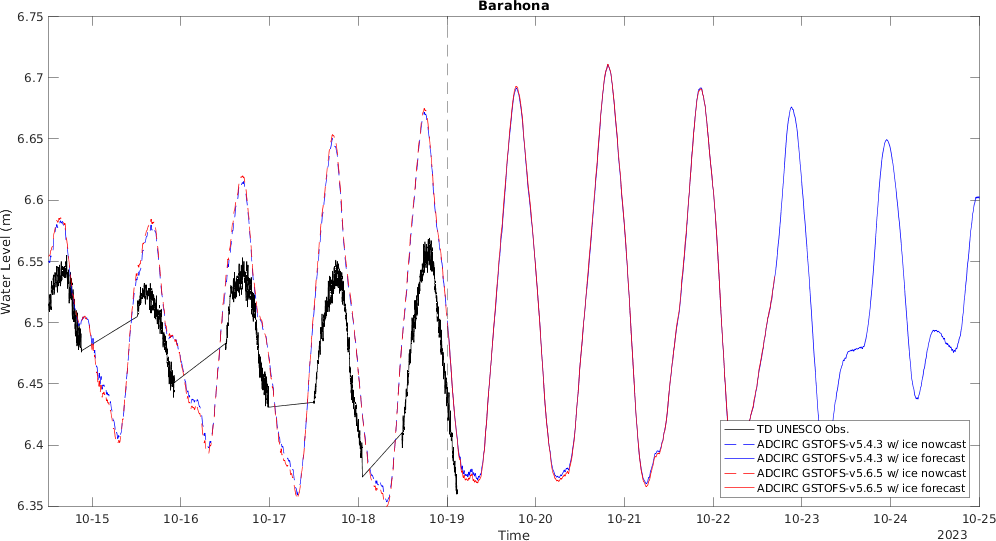 Barahona
6.75
6.7
6.65
6.6
6.55
6.5
6.45
6.4
6.35
Water Level (m)
TD UNESCO Obs.
ADCIRC GSTOFS-v5.4.3 w/ ice nowcast
ADCIRC GSTOFS-v5.4.3 w/ ice forecast
ADCIRC GSTOFS-v5.6.5 w/ ice nowcast
ADCIRC GSTOFS-v5.6.5 w/ ice forecast
10-15 10-16 10-17 10-18 10-19 10-20 10-21 10-22 10-23 10-24 10-25
Time
2023